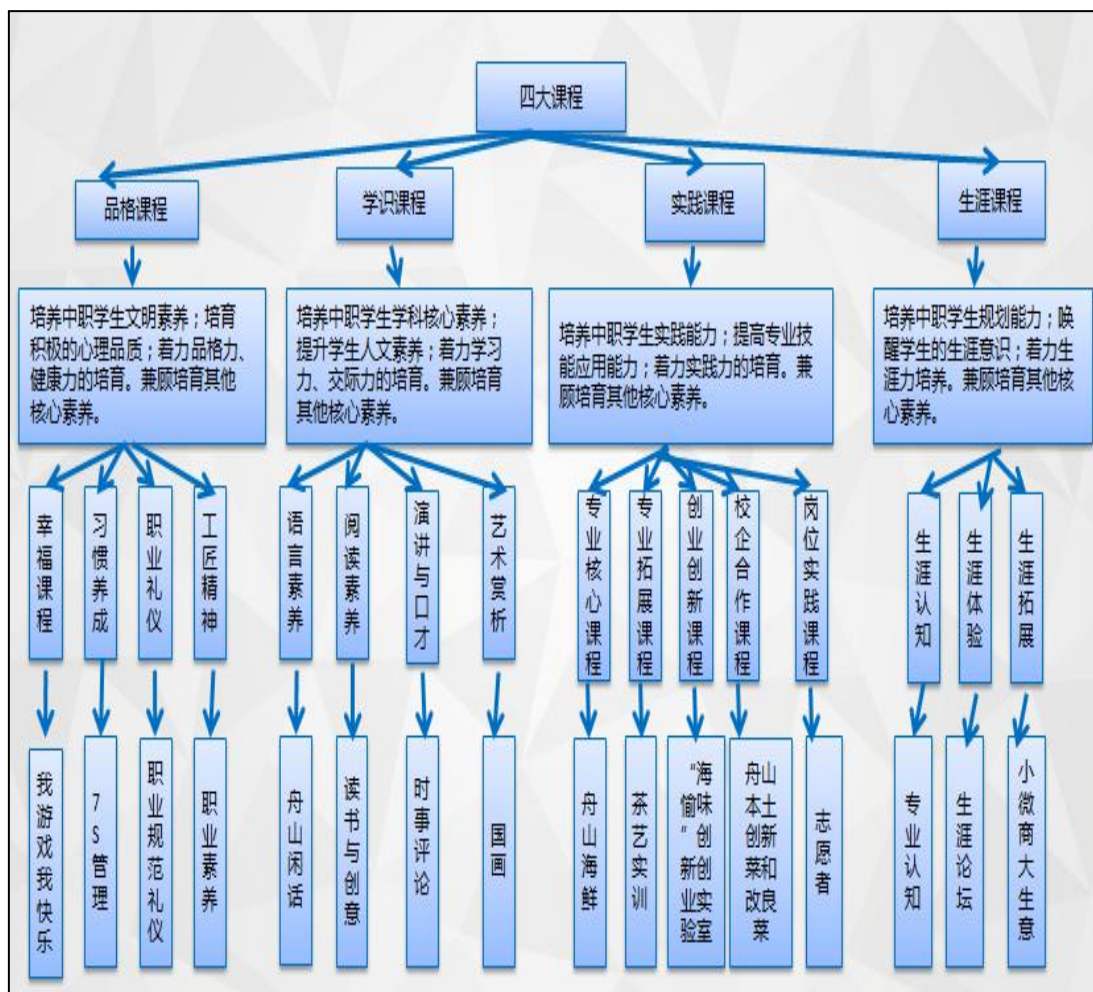 四大课程
品格课程
学识课程
实践课程
生涯课程
培养中职学生文明素养；培育
积极的心理品质；着力品格力、
健康力的培育。兼顾培育其他
核心素养。
培养中职学生学科核心素养；
提升学生人文素养；着力学习
力、交际力的培育。兼顾培育
其他核心素养。
培养中职学生实践能力；提高专业技
能应用能力；着力实践力的培育。兼
顾培育其他核心素养。
培养中职学生规划能力；唤
醒学生的生涯意识；着力生
涯力培养。兼顾培育其他核
心素养。
幸福课程
习惯养成
职业礼仪
工匠精神
语言素养
阅读素养
演讲与口才
艺术赏析
专业核心课程
专业拓展课程
创业创新课程
校企合作课程
岗位实践课程
生涯认知
生涯体验
生涯拓展
我游戏我快乐
7S管理
职业规范礼仪
职业素养
舟山闲话
读书与创意
时事评论
国画
舟山海鲜
茶艺实训
“海愉味”创新创业实验室
舟山本土创新菜和改良菜
志愿者
专业认知
生涯论坛
小微商大生意